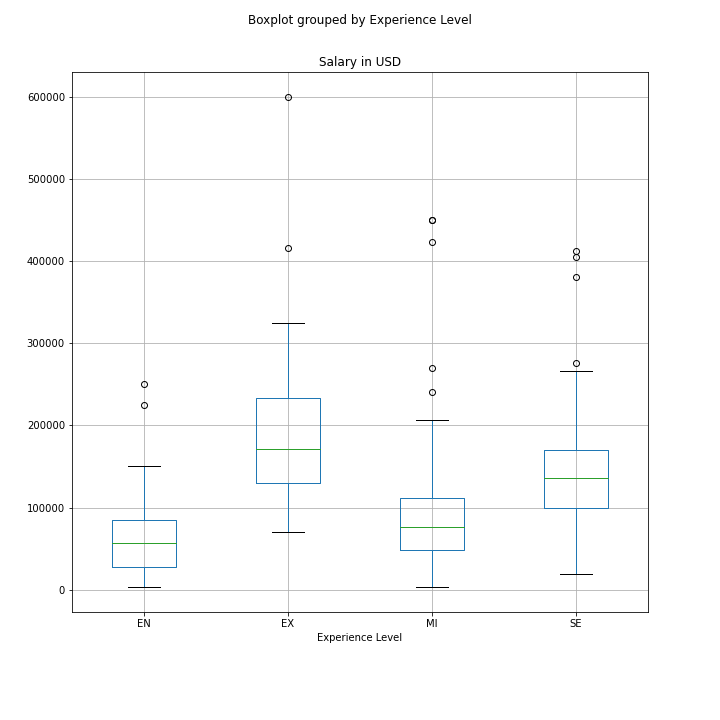 Boxplot grouped by Experience Level
Salary in USD
600000
500000
400000
300000
200000
100000
0
EN EX MI SE
Experience Level